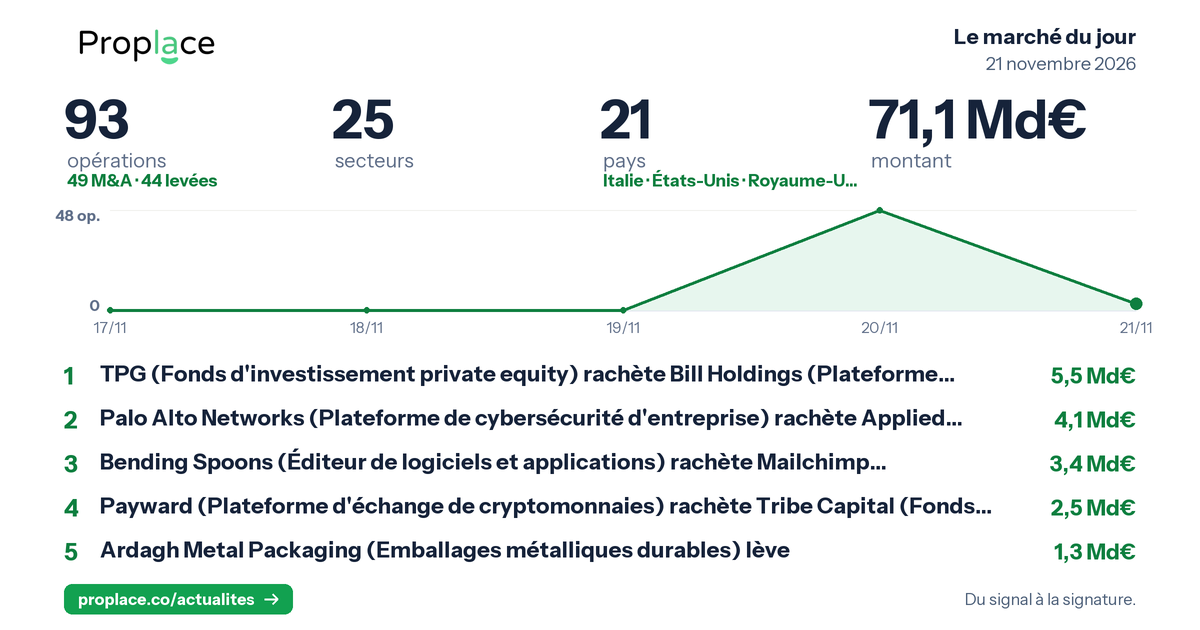 Proplace
Le marché du jour
21 novembre 2026
93
opérations
49 M&A · 44 levées
25
secteurs
21
pays
Italie · États-Unis · Royaume-U...
71,1 Md€
montant
48 op.
0
17/11
18/11
19/11
20/11
21/11
1 TPG (Fonds d'investissement private equity) rachète Bill Holdings (Plateforme... 5,5 Md€
2 Palo Alto Networks (Plateforme de cybersécurité d'entreprise) rachète Applied... 4,1 Md€
3 Bending Spoons (Éditeur de logiciels et applications) rachète Mailchimp... 3,4 Md€
4 Payward (Plateforme d'échange de cryptomonnaies) rachète Tribe Capital (Fonds... 2,5 Md€
5 Ardagh Metal Packaging (Emballages métalliques durables) lève 1,3 Md€
proplace.co/actualites →
Du signal à la signature.